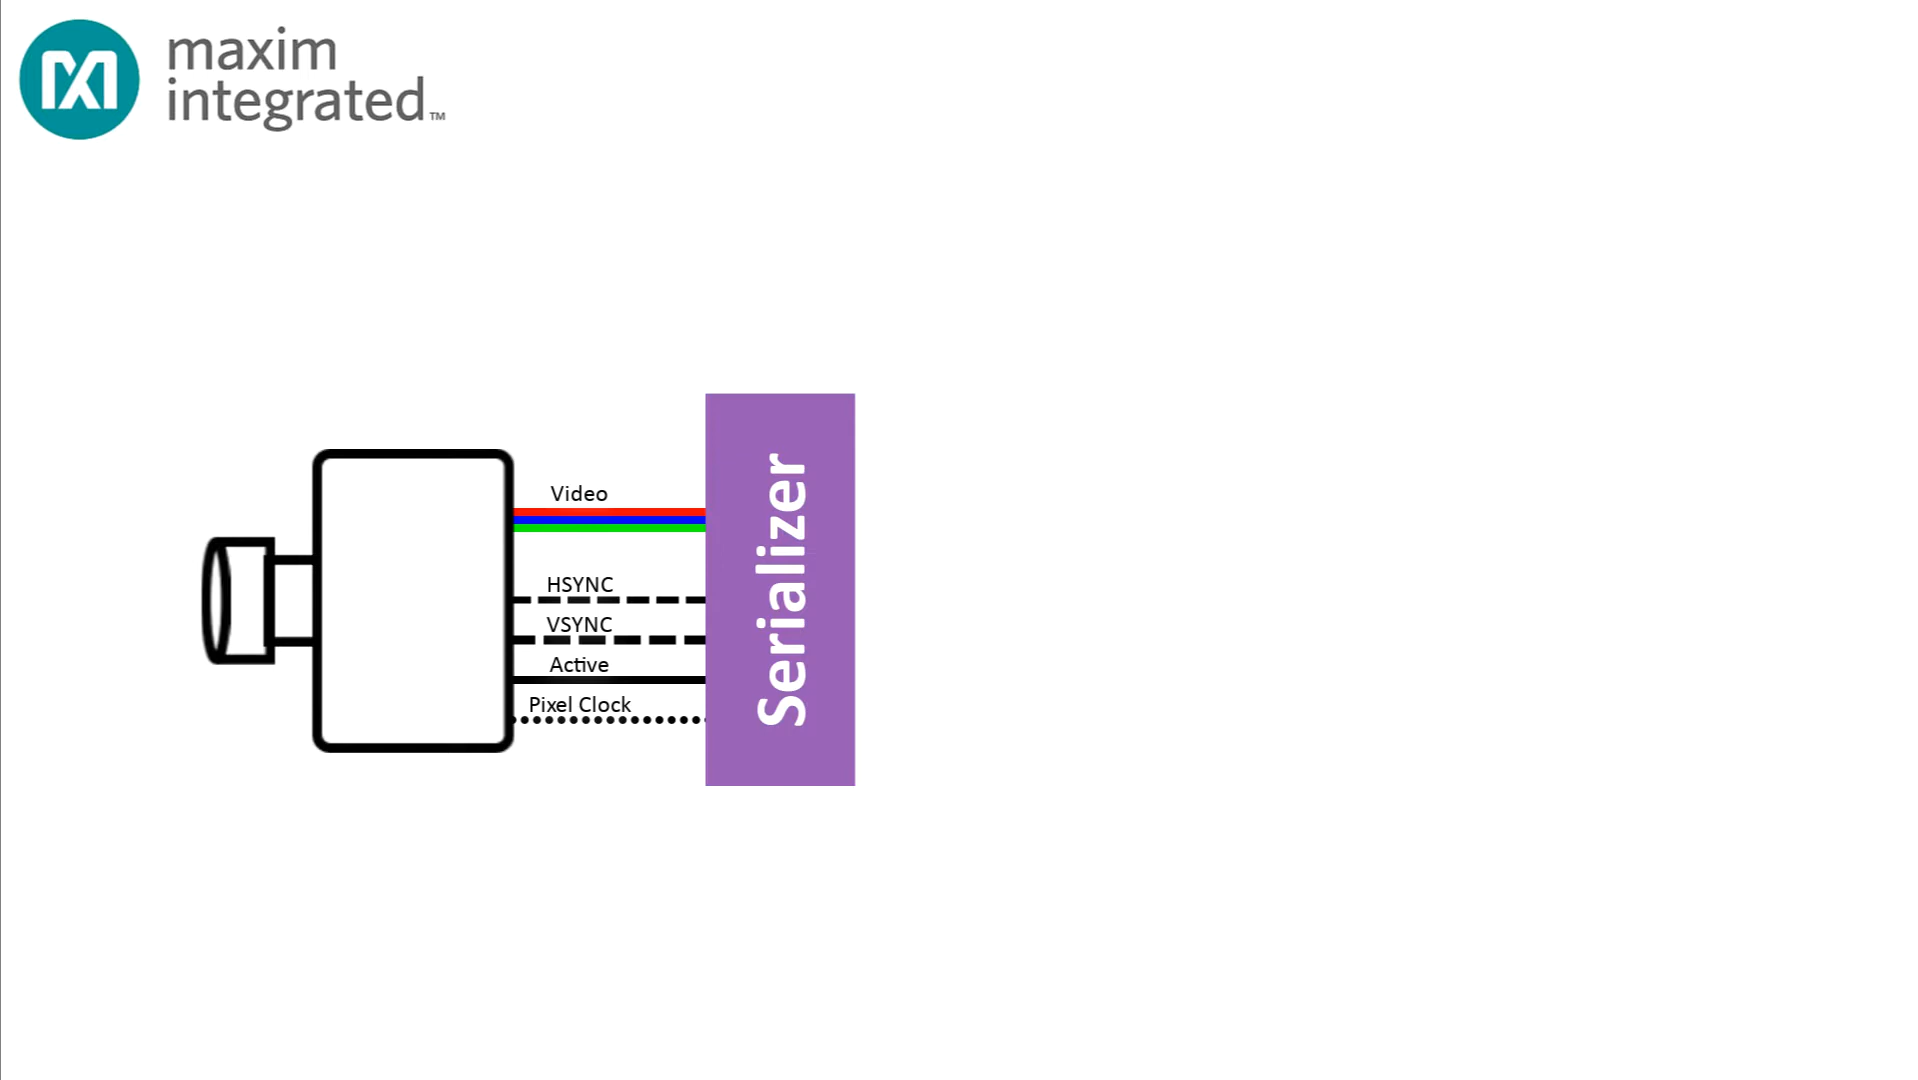 maxim
integrated™
Video
HSYNC
VSYNC
Active
Pixel Clock
Serializer